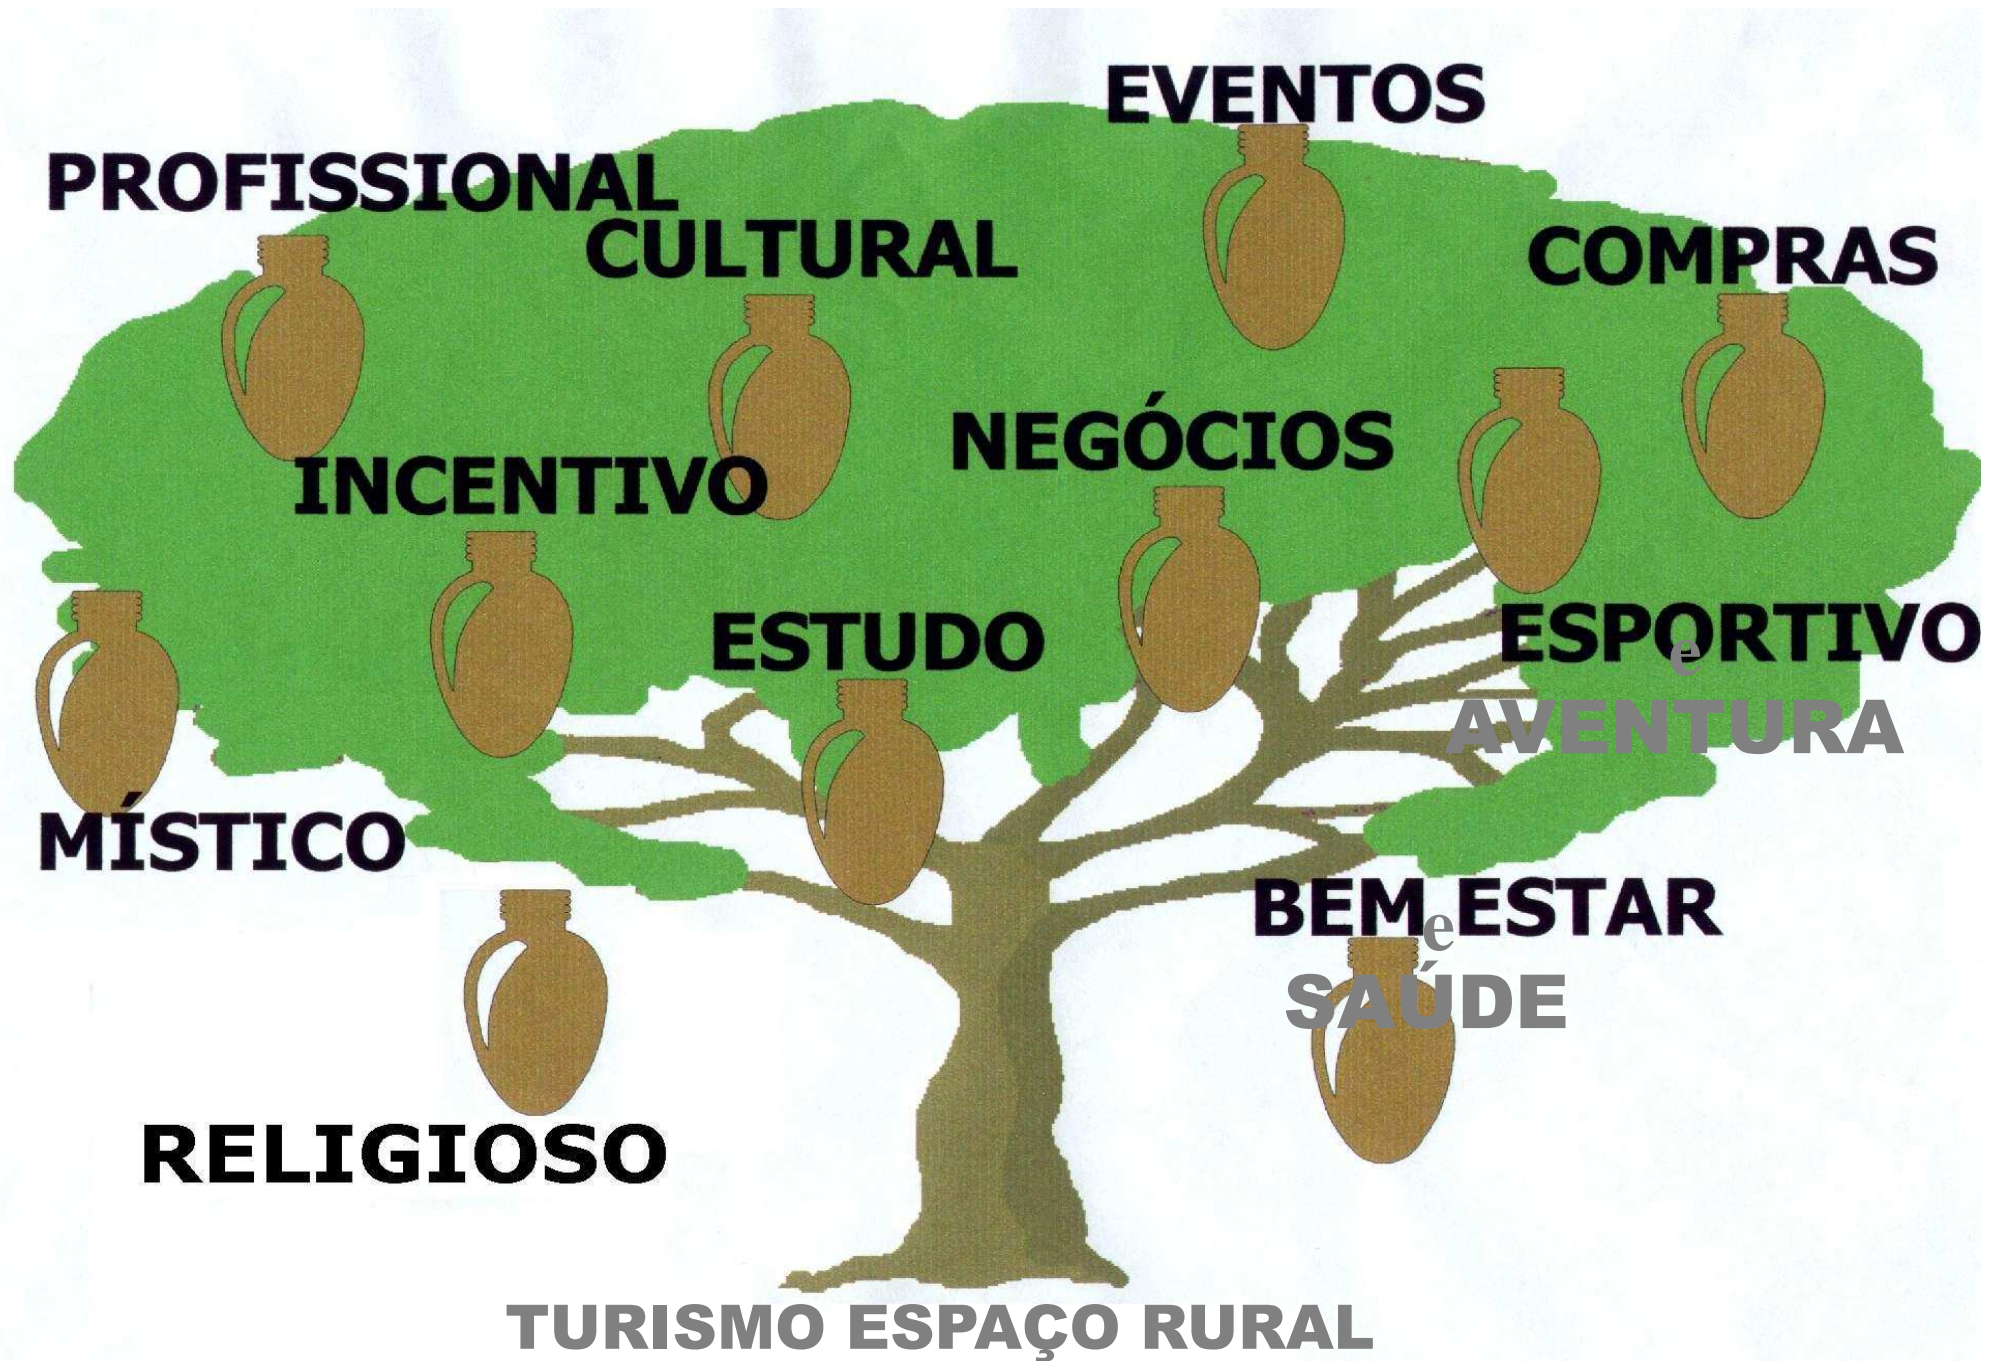 EVENTOS
PROFISSIONAL
CULTURAL
COMPRAS
NEGÓCIOS
INCENTIVO
ESTUDO
ESPORTIVO
e
AVENTURA
MÍSTICO
BEM ESTAR
e
SAÚDE
RELIGIOSO
TURISMO ESPAÇO RURAL